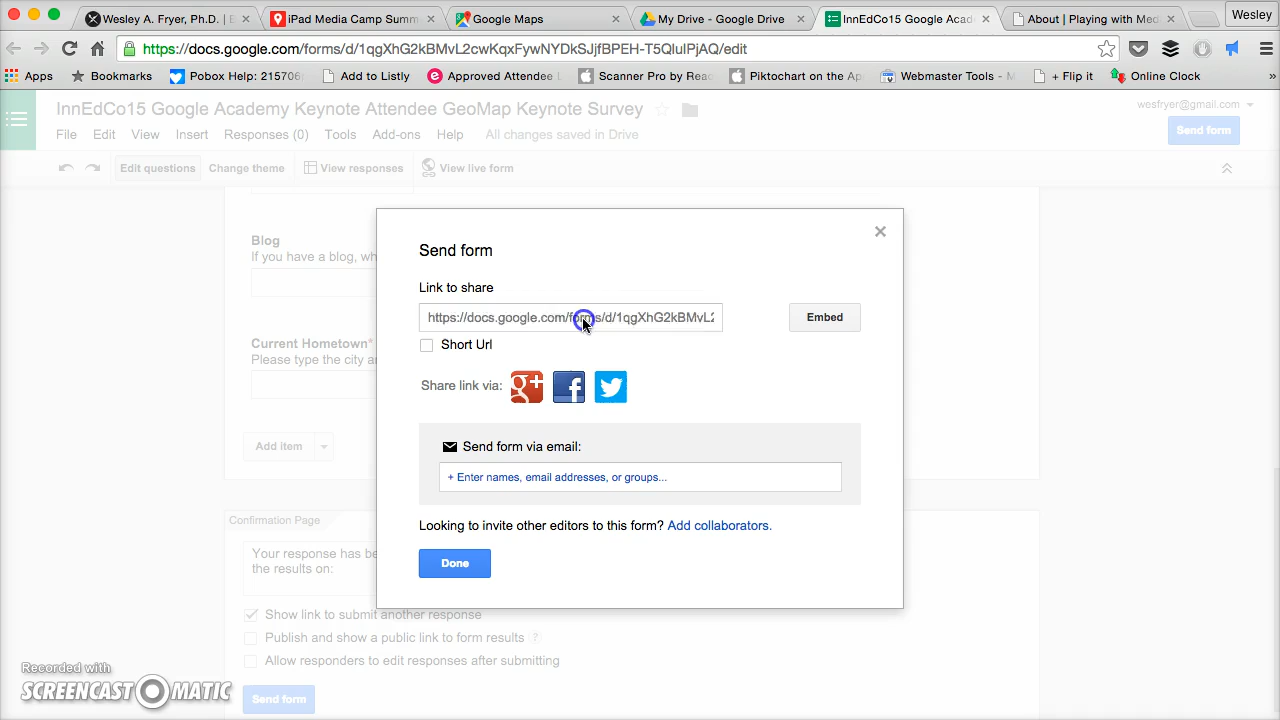 Wesley A. Fryer, Ph.D. | E
iPad Media Camp Summ
Google Maps
My Drive - Google Drive
InnEdCo15 Google Acad
About | Playing with Me
Wesley
https://docs.google.com/forms/d/1qgXhG2kBMvL2cwKqxFywNYDkSJjfBPEH-T5QlulPjAQ/edit
Apps
Bookmarks
Pobox Help: 21570
Add to Listly
Approved Attendee
Scanner Pro by Re
Piktochart on the Ap
Webmaster Tools - M
+ Flip it
Online Clock
»
InnEdCo15 Google Academy Keynote Attendee GeoMap Keynote Survey
wesfryer@gmail.com
File Edit View Insert Responses (0) Tools Add-ons Help All changes saved in Drive
Send form
Edit questions Change theme View responses View live form
Blog
If you have a blog, wh
Current Hometown*
Please type the city a
Add item
Confirmation Page
Your response has be
the results on:
Show link to submit another response
Publish and show a public link to form results ?
Allow responders to edit responses after submitting
Send form
Send form
Link to share
https://docs.google.com/forms/d/1qgXhG2kBMvL2
Embed
Short Url
Share link via: g+ f
Send form via email:
+ Enter names, email addresses, or groups...
Looking to invite other editors to this form? Add collaborators.
Done
Recorded with
SCREENCAST-O-MATIC